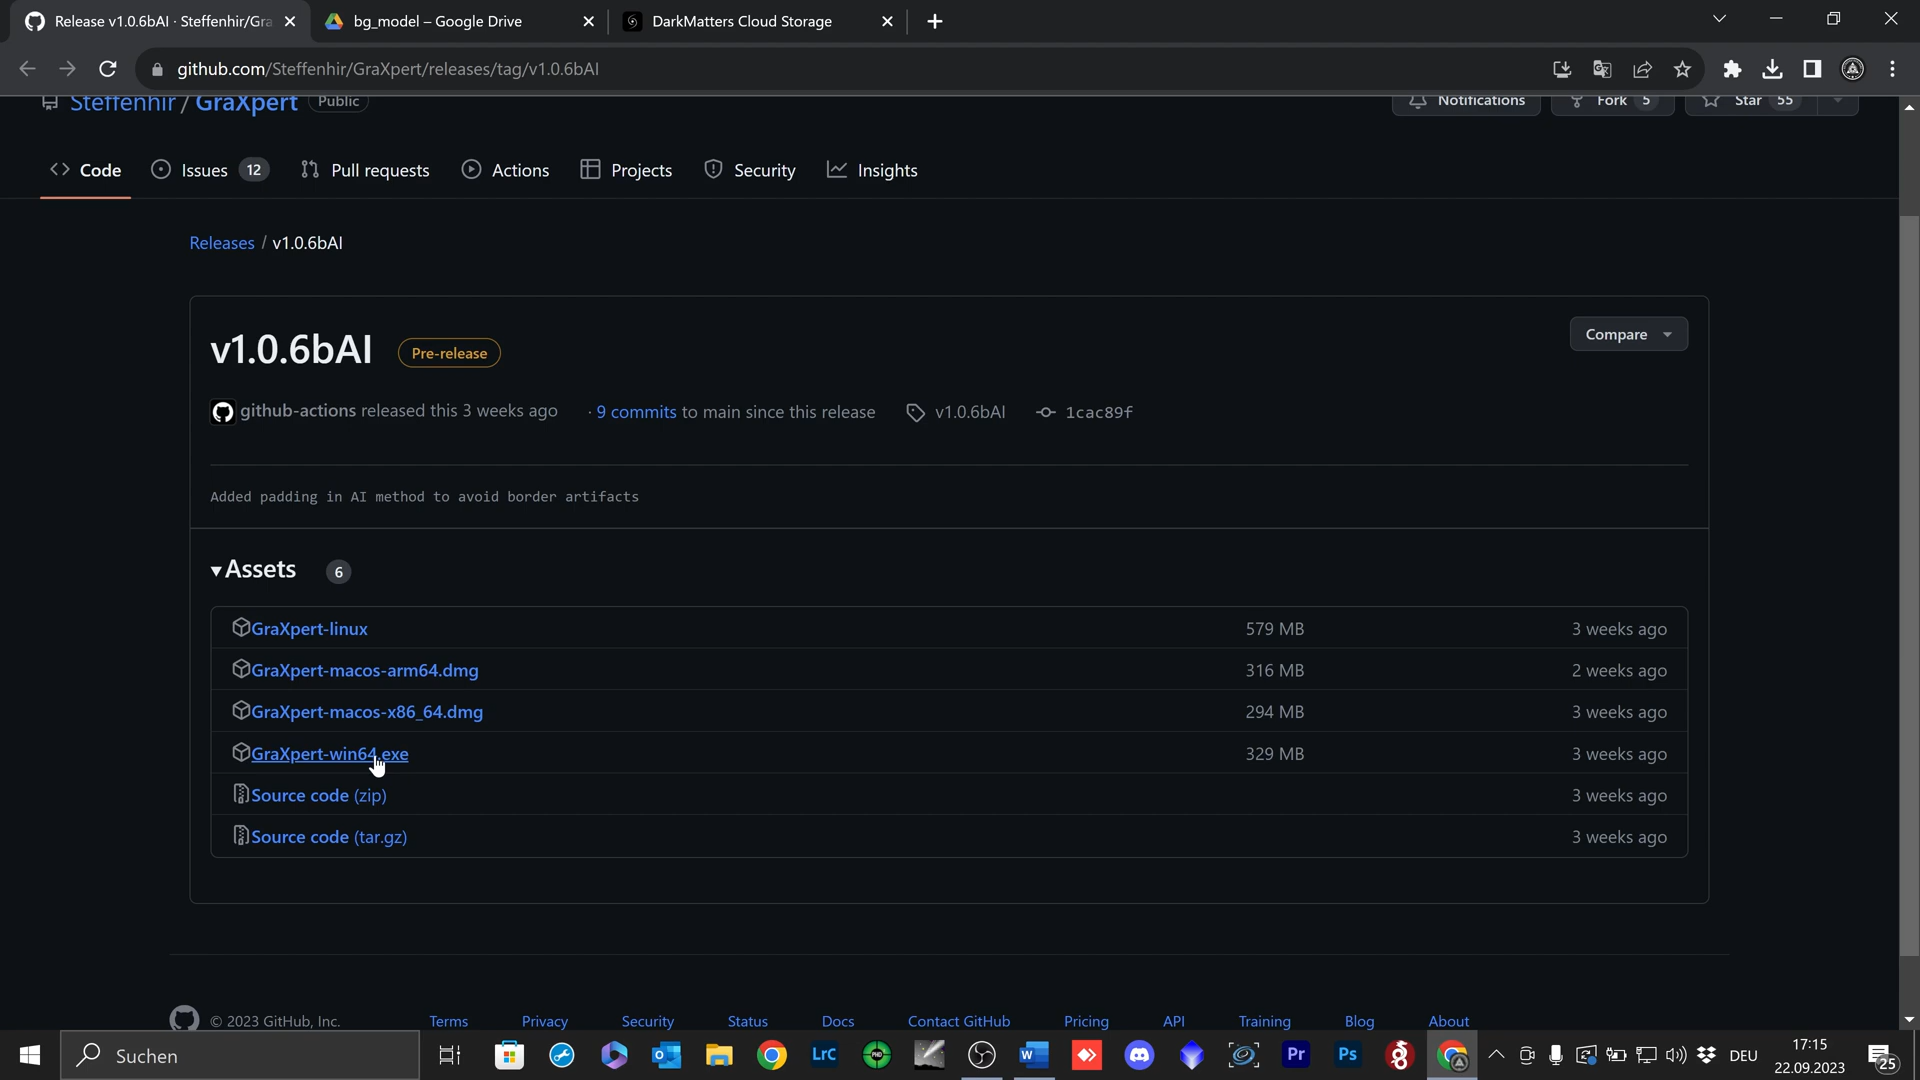 Release v1.0.6bAI · Steffenhir/Gra
bg_model – Google Drive
DarkMatters Cloud Storage
github.com/Steffenhir/GraXpert/releases/tag/v1.0.6bAI
Steffenhir / GraXpert Public
Notifications
Fork 5
Star 55
Code
Issues 12
Pull requests
Actions
Projects
Security
Insights
Releases / v1.0.6bAI
v1.0.6bAI Pre-release
Compare
github-actions released this 3 weeks ago · 9 commits to main since this release v1.0.6bAI 1cac89f
Added padding in AI method to avoid border artifacts
Assets 6
GraXpert-linux 579 MB 3 weeks ago
GraXpert-macos-arm64.dmg 316 MB 2 weeks ago
GraXpert-macos-x86_64.dmg 294 MB 3 weeks ago
GraXpert-win64.exe 329 MB 3 weeks ago
Source code (zip) 3 weeks ago
Source code (tar.gz) 3 weeks ago
© 2023 GitHub, Inc. Terms Privacy Security Status Docs Contact GitHub Pricing API Training Blog About
Suchen
LrC
PHD
W
Pr
Ps
DEU
17:15
22.09.2023
25